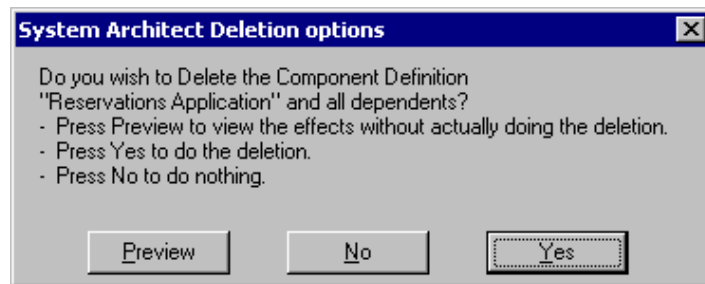 System Architect Deletion options
Do you wish to Delete the Component Definition
"Reservations Application" and all dependents?
- Press Preview to view the effects without actually doing the deletion.
- Press Yes to do the deletion.
- Press No to do nothing.
Preview No Yes